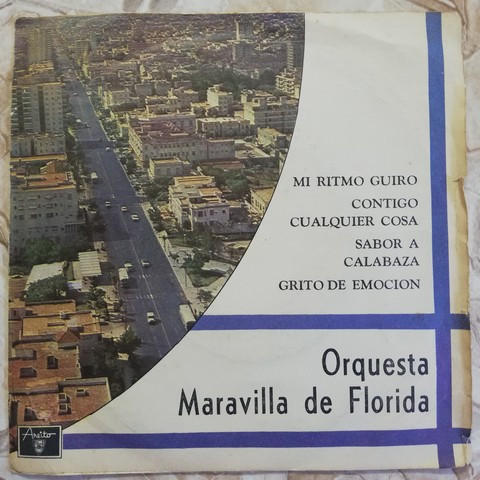 MI RITMO GUIRO
CONTIGO
CUALQUIER COSA
SABOR A
CALABAZA
GRITO DE EMOCION
Orquesta
Maravilla de Florida
Areito